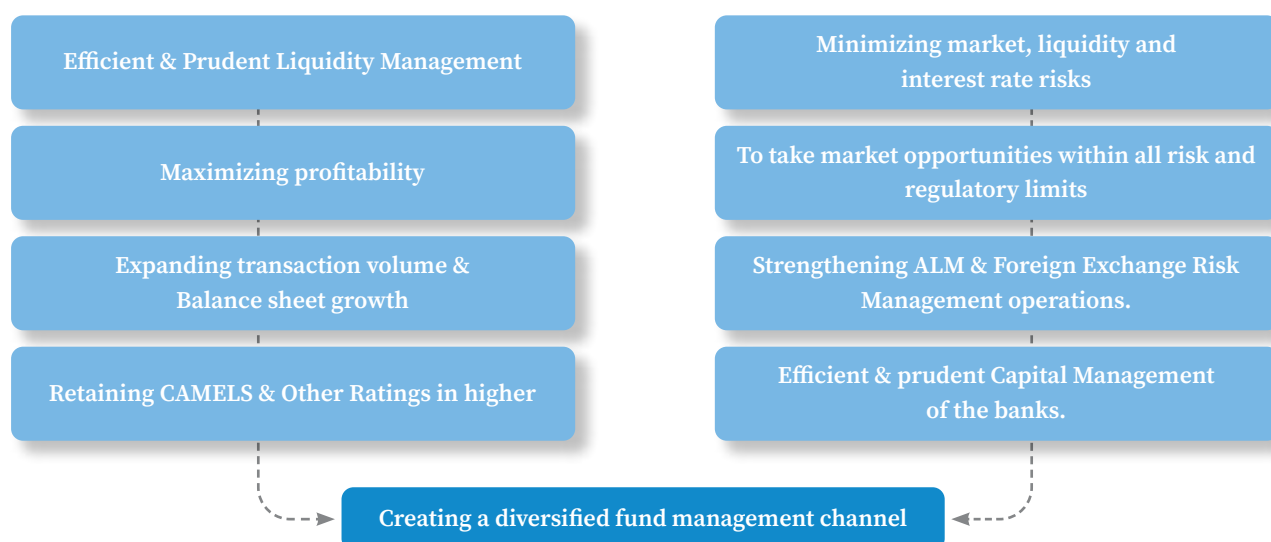 Efficient & Prudent Liquidity Management
Maximizing profitability
Expanding transaction volume &
Balance sheet growth
Retaining CAMELS & Other Ratings in higher
Minimizing market, liquidity and
interest rate risks
To take market opportunities within all risk and
regulatory limits
Strengthening ALM & Foreign Exchange Risk
Management operations.
Efficient & prudent Capital Management
of the banks.
Creating a diversified fund management channel